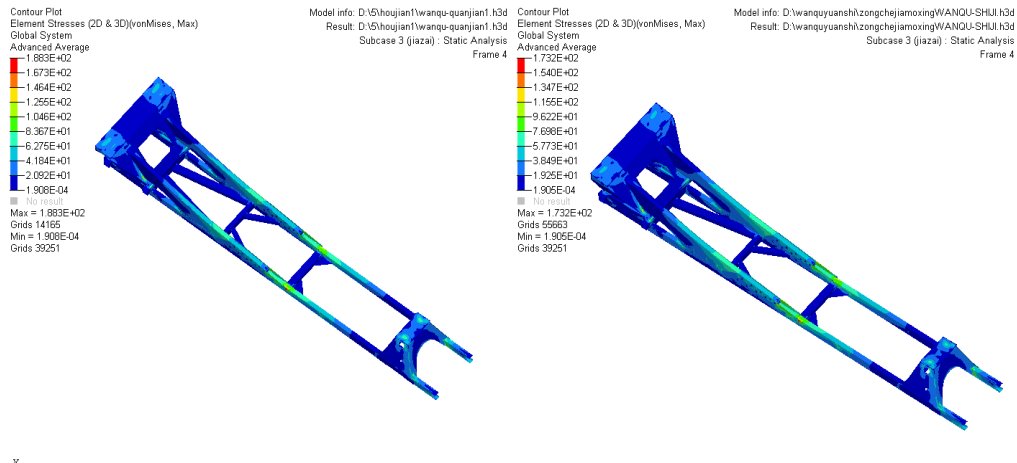 Contour Plot
Element Stresses (2D & 3D)(vonMises, Max)
Global System
Advanced Average
1.883E+02
1.673E+02
1.464E+02
1.255E+02
1.046E+02
8.367E+01
6.275E+01
4.184E+01
2.092E+01
1.908E-04
No result
Max = 1.883E+02
Grids 14165
Min = 1.908E-04
Grids 39251
Model info: D:\5\houjian1\wanqu-quanjian1.h3d
Result: D:\5\houjian1\wanqu-quanjian1.h3d
Subcase 3 (jiazai) : Static Analysis
Frame 4
Y
Contour Plot
Element Stresses (2D & 3D)(vonMises, Max)
Global System
Advanced Average
1.732E+02
1.540E+02
1.347E+02
1.155E+02
9.622E+01
7.698E+01
5.773E+01
3.849E+01
1.925E+01
1.905E-04
No result
Max = 1.732E+02
Grids 55663
Min = 1.905E-04
Grids 39251
Model info: D:\wanquyuanshi\zongchejiamoxingWANQU-SHIJI.h3d
Result: D:\wanquyuanshi\zongchejiamoxingWANQU-SHIJI.h3d
Subcase 3 (jiazai) : Static Analysis
Frame 4